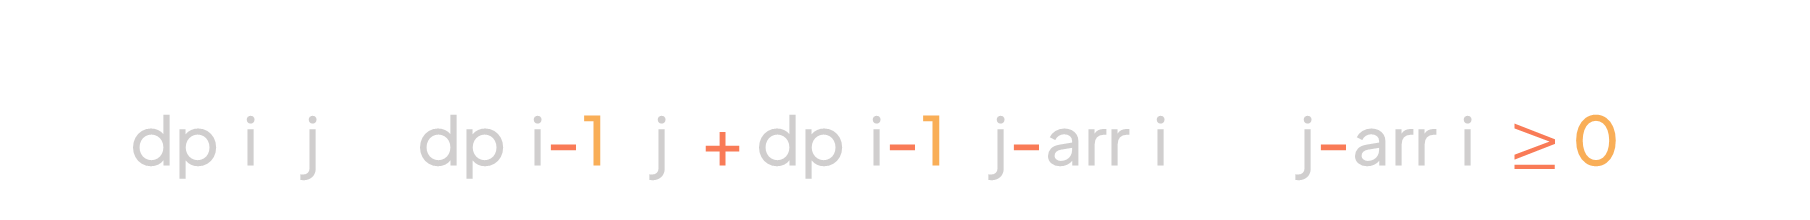 dp i j dp i-1 j + dp i-1 j-arr i j-arr i ≥ 0